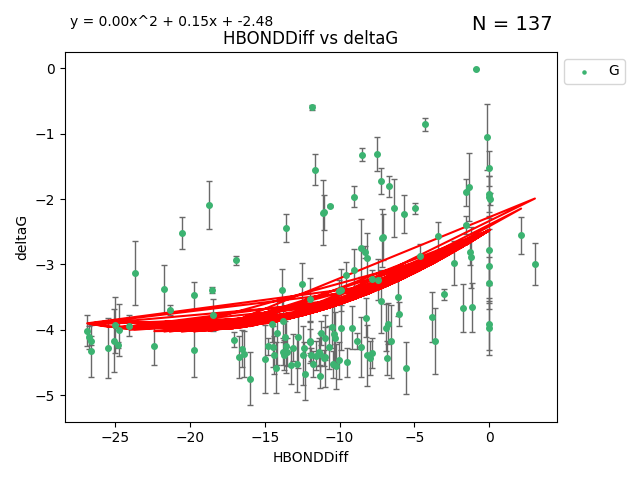 y = 0.00x^2 + 0.15x + -2.48
N = 137
HBONDDiff vs deltaG
G
deltaG
0
−1
−2
−3
−4
−5
−25 −20 −15 −10 −5 0
HBONDDiff